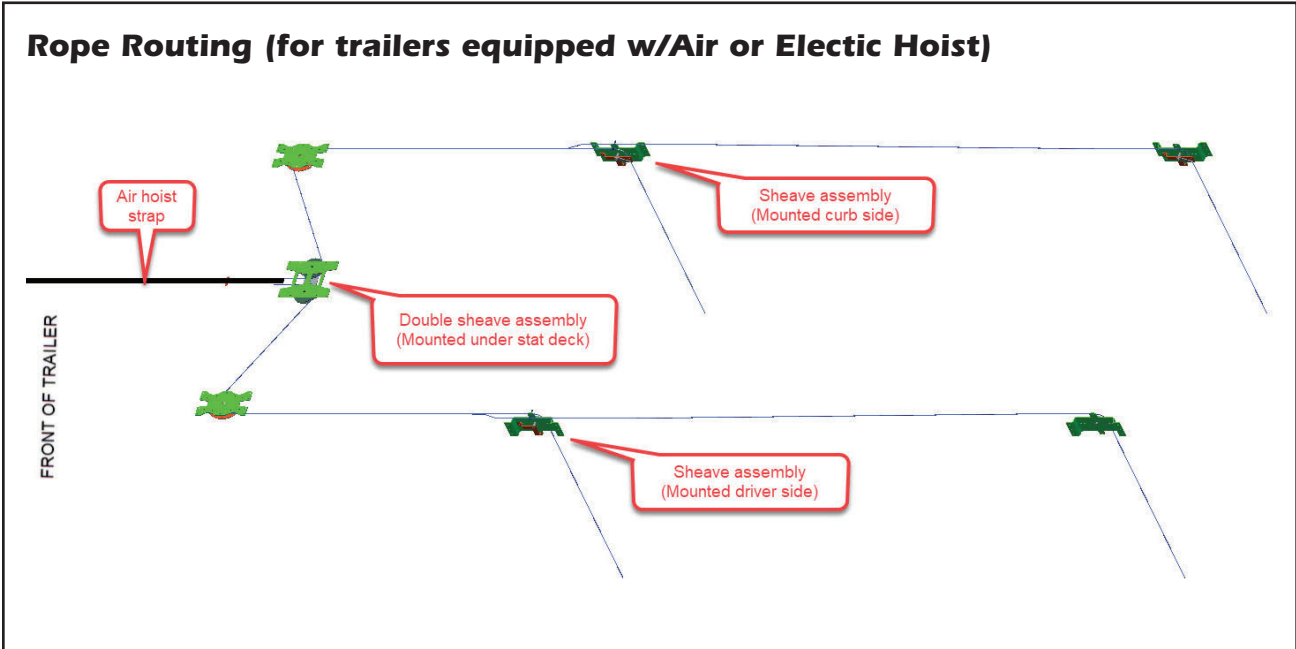 Rope Routing (for trailers equipped w/Air or Electic Hoist)
Air hoist
strap
Sheave assembly
(Mounted curb side)
Double sheave assembly
(Mounted under stat deck)
FRONT OF TRAILER
Sheave assembly
(Mounted driver side)